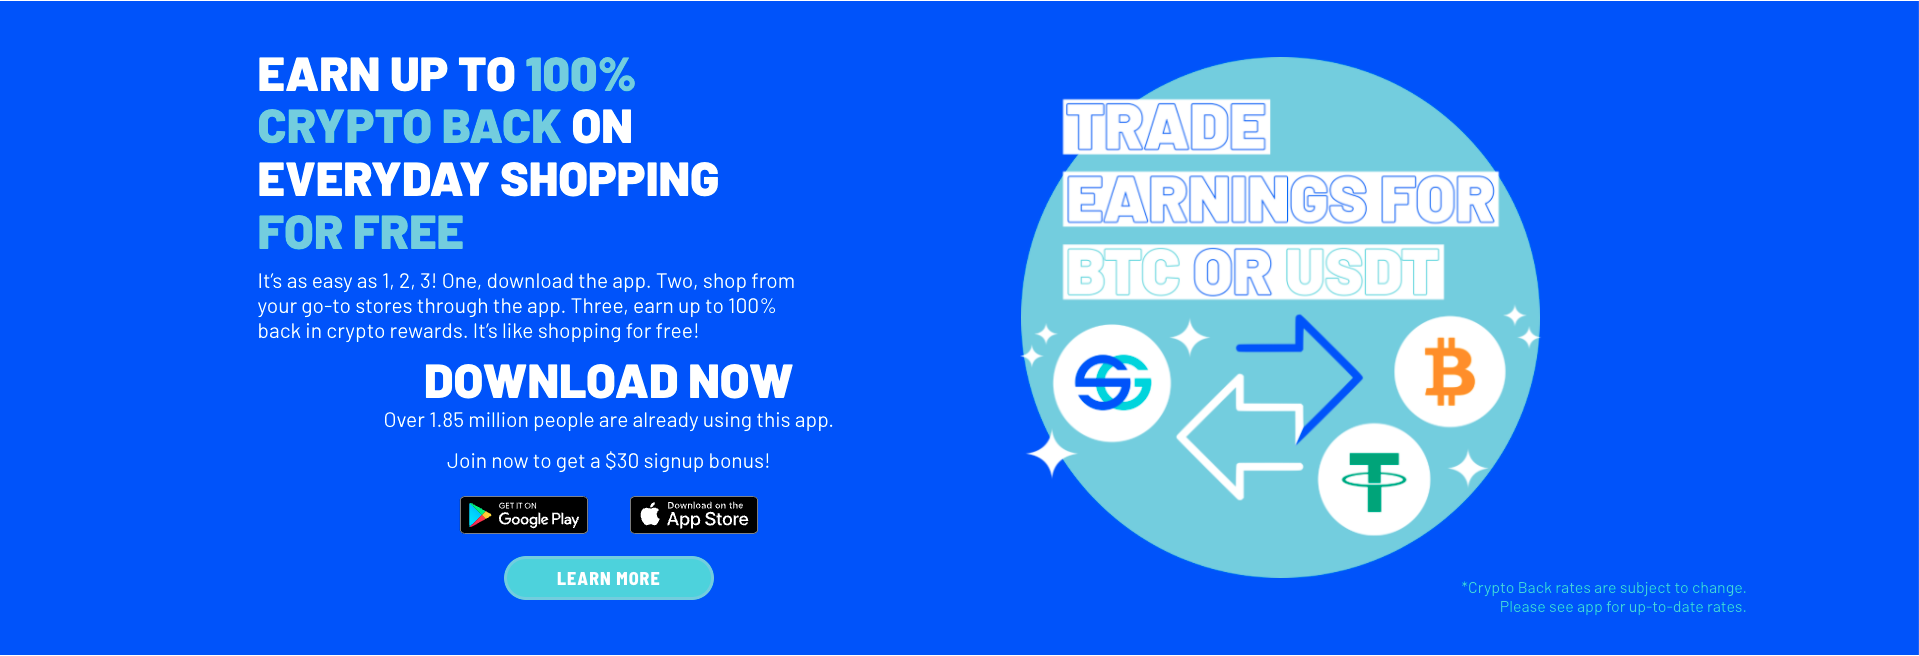 EARN UP TO 100%
CRYPTO BACK ON
EVERYDAY SHOPPING
FOR FREE
It's as easy as 1, 2, 3! One, download the app. Two, shop from
your go-to stores through the app. Three, earn up to 100%
back in crypto rewards. It's like shopping for free!
DOWNLOAD NOW
Over 1.85 million people are already using this app.
Join now to get a $30 signup bonus!
GET IT ON
Google Play
Download on the
App Store
LEARN MORE
TRADE
EARNINGS FOR
BTC OR USDT
SG
*Crypto Back rates are subject to change.
Please see app for up-to-date rates.